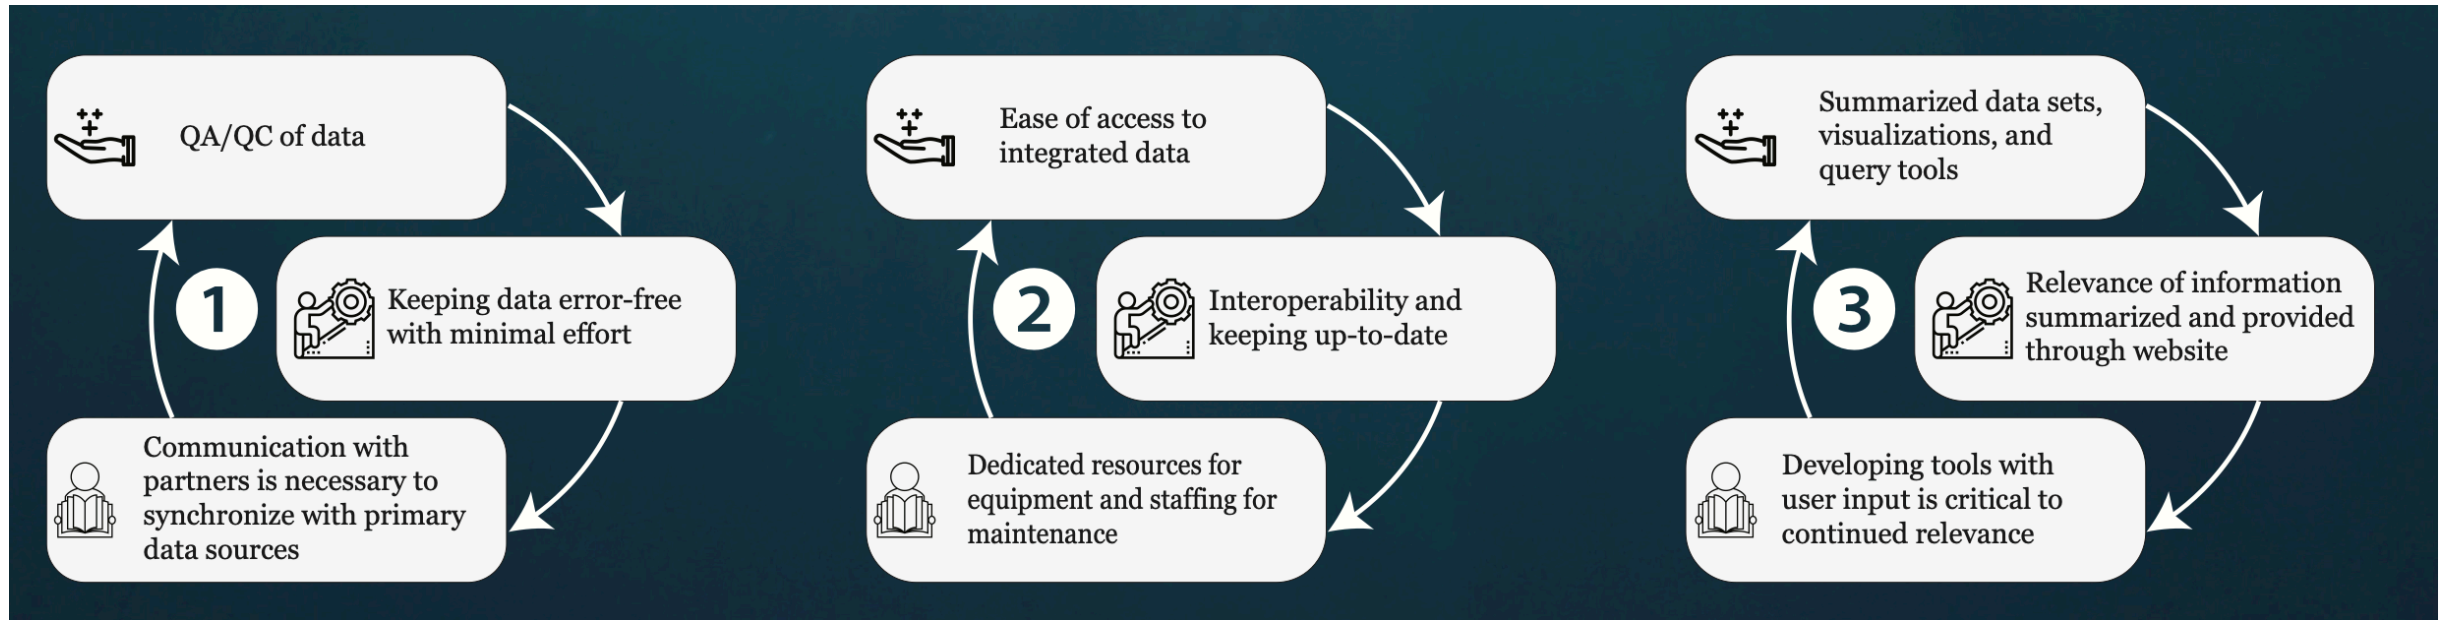 QA/QC of data
1
Keeping data error-free
with minimal effort
Communication with
partners is necessary to
synchronize with primary
data sources
Ease of access to
integrated data
2
Interoperability and
keeping up-to-date
Dedicated resources for
equipment and staffing for
maintenance
Summarized data sets,
visualizations, and
query tools
3
Relevance of information
summarized and provided
through website
Developing tools with
user input is critical to
continued relevance